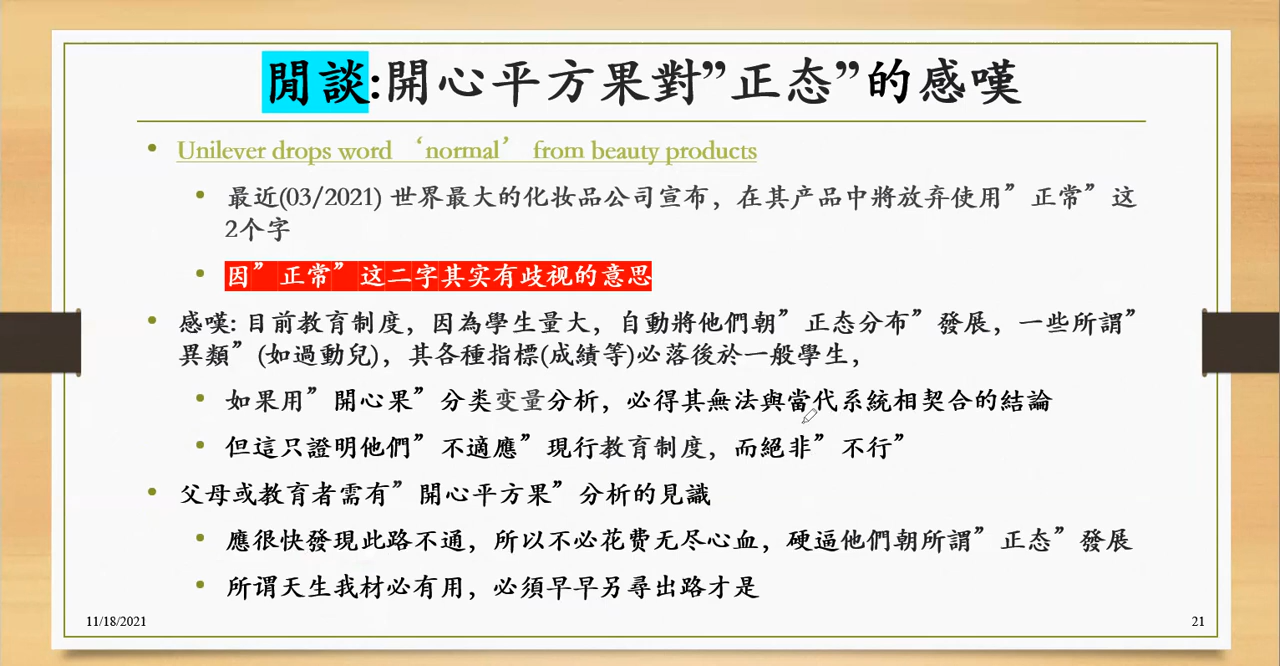 閒談:開心平方果對”正态”的感嘆
Unilever drops word ‘normal’ from beauty products
最近(03/2021) 世界最大的化妆品公司宣布，在其产品中將放弃使用”正常”这
2个字
因”正常”这二字其实有歧视的意思
感嘆: 目前教育制度，因為學生量大，自動將他們朝”正态分布”發展，一些所謂”
異類”(如過動兒)，其各種指標(成績等)必落後於一般學生，
如果用”開心果”分类变量分析，必得其無法與當代系統相契合的結論
但這只證明他們”不適應”現行教育制度，而絕非”不行”
父母或教育者需有”開心平方果”分析的見識
應很快發現此路不通，所以不必花费无尽心血，硬逼他們朝所謂”正态”發展
所谓天生我材必有用，必須早早另尋出路才是
11/18/2021
21